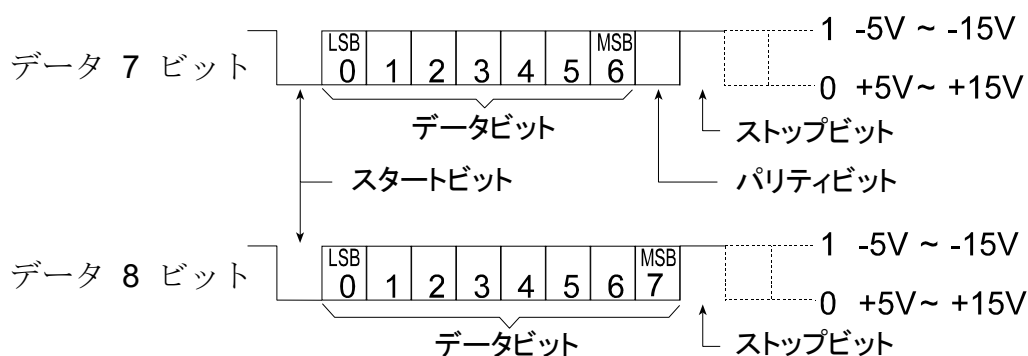 1 -5V ~ -15V
データ 7 ビット
LSB MSB
0 1 2 3 4 5 6
0 +5V~ +15V
データビット
ストップビット
スタートビット
パリティビット
1 -5V ~ -15V
データ 8 ビット
LSB MSB
0 1 2 3 4 5 6 7
0 +5V~ +15V
データビット
ストップビット